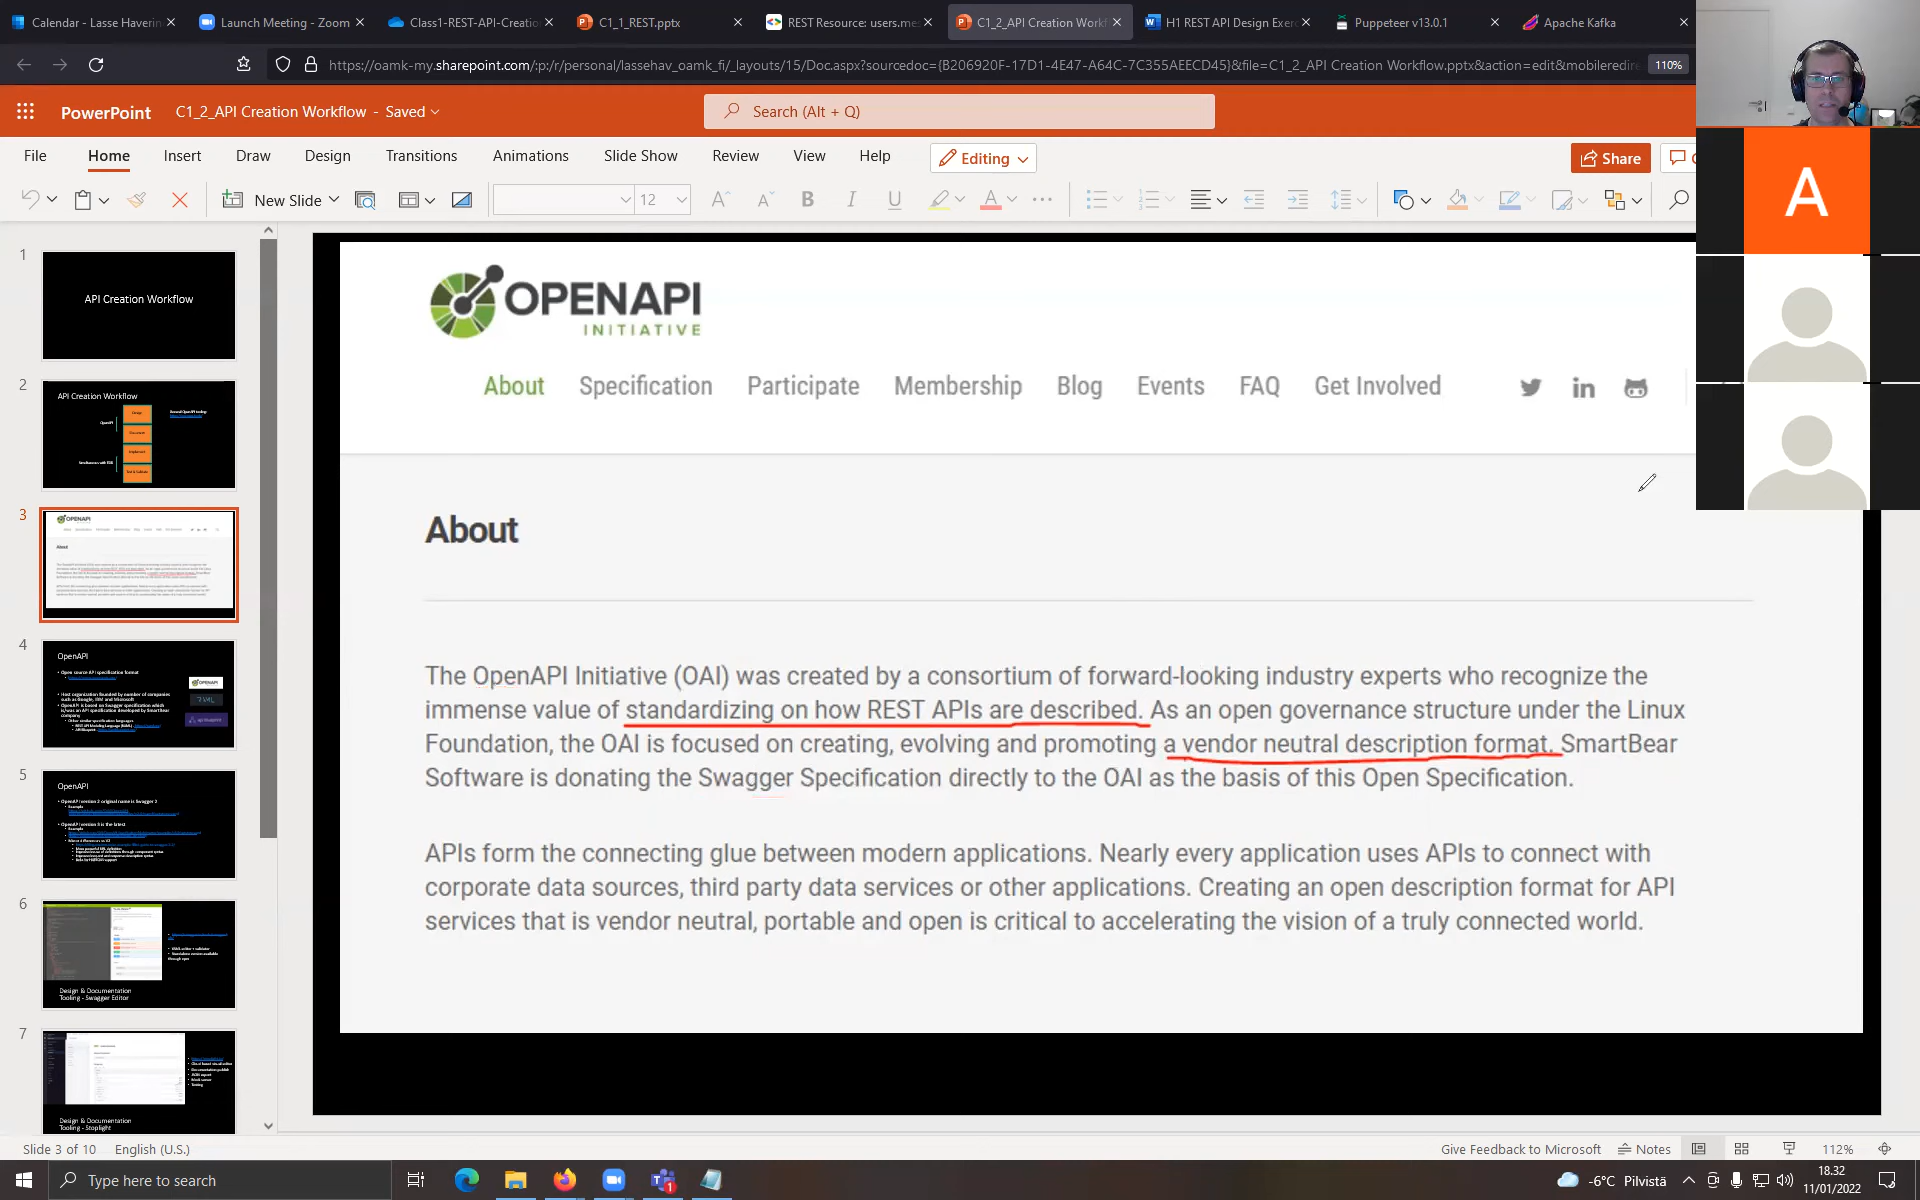 Calendar - Lasse Haverin
Launch Meeting - Zoom
Class1-REST-API-Creatio
C1_1_REST.pptx
REST Resource: users.me
C1_2_API Creation Workf
H1 REST API Design Exer
Puppeteer v13.0.1
Apache Kafka
https://oamk-my.sharepoint.com/:p:/r/personal/lassehav_oamk_fi/_layouts/15/Doc.aspx?sourcedoc={B206920F-17D1-4E47-A64C-7C355AEECD45}&file=C1_2_API Creation Workflow.pptx&action=edit&mobileredire
110%
PowerPoint
C1_2_API Creation Workflow - Saved
Search (Alt + Q)
File Home Insert Draw Design Transitions Animations Slide Show Review View Help
Editing
Share
New Slide
12
A
1
API Creation Workflow
2
API Creation Workflow
3
4
OpenAPI
5
OpenAPI
6
Design & Documentation
Tooling - Swagger Editor
7
Design & Documentation
Tooling - Stoplight
OPENAPI
INITIATIVE
About Specification Participate Membership Blog Events FAQ Get Involved
About
The OpenAPI Initiative (OAI) was created by a consortium of forward-looking industry experts who recognize the
immense value of standardizing on how REST APIs are described. As an open governance structure under the Linux
Foundation, the OAI is focused on creating, evolving and promoting a vendor neutral description format. SmartBear
Software is donating the Swagger Specification directly to the OAI as the basis of this Open Specification.
APIs form the connecting glue between modern applications. Nearly every application uses APIs to connect with
corporate data sources, third party data services or other applications. Creating an open description format for API
services that is vendor neutral, portable and open is critical to accelerating the vision of a truly connected world.
Slide 3 of 10
English (U.S.)
Give Feedback to Microsoft
Notes
112%
Type here to search
-6°C Pilvistä
18.32
11/01/2022